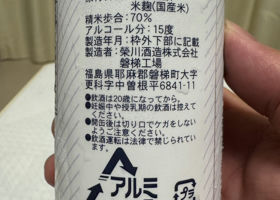 米麹(国産米)
精米歩合:70%
アルコール分:15度
製造年月:枠外下部に記載
製造者:榮川酒造株式会社
磐梯工場
福島県耶麻郡磐梯町大字
更科字中曽根平6841-11
●飲酒は20歳になってから。
●妊娠中や授乳期の飲酒は控えて
ください。
●開缶後は切り口でケガをしない
ようご注意ください。
●飲酒運転は法律で禁じられてい
ます。
アルミ
プラ